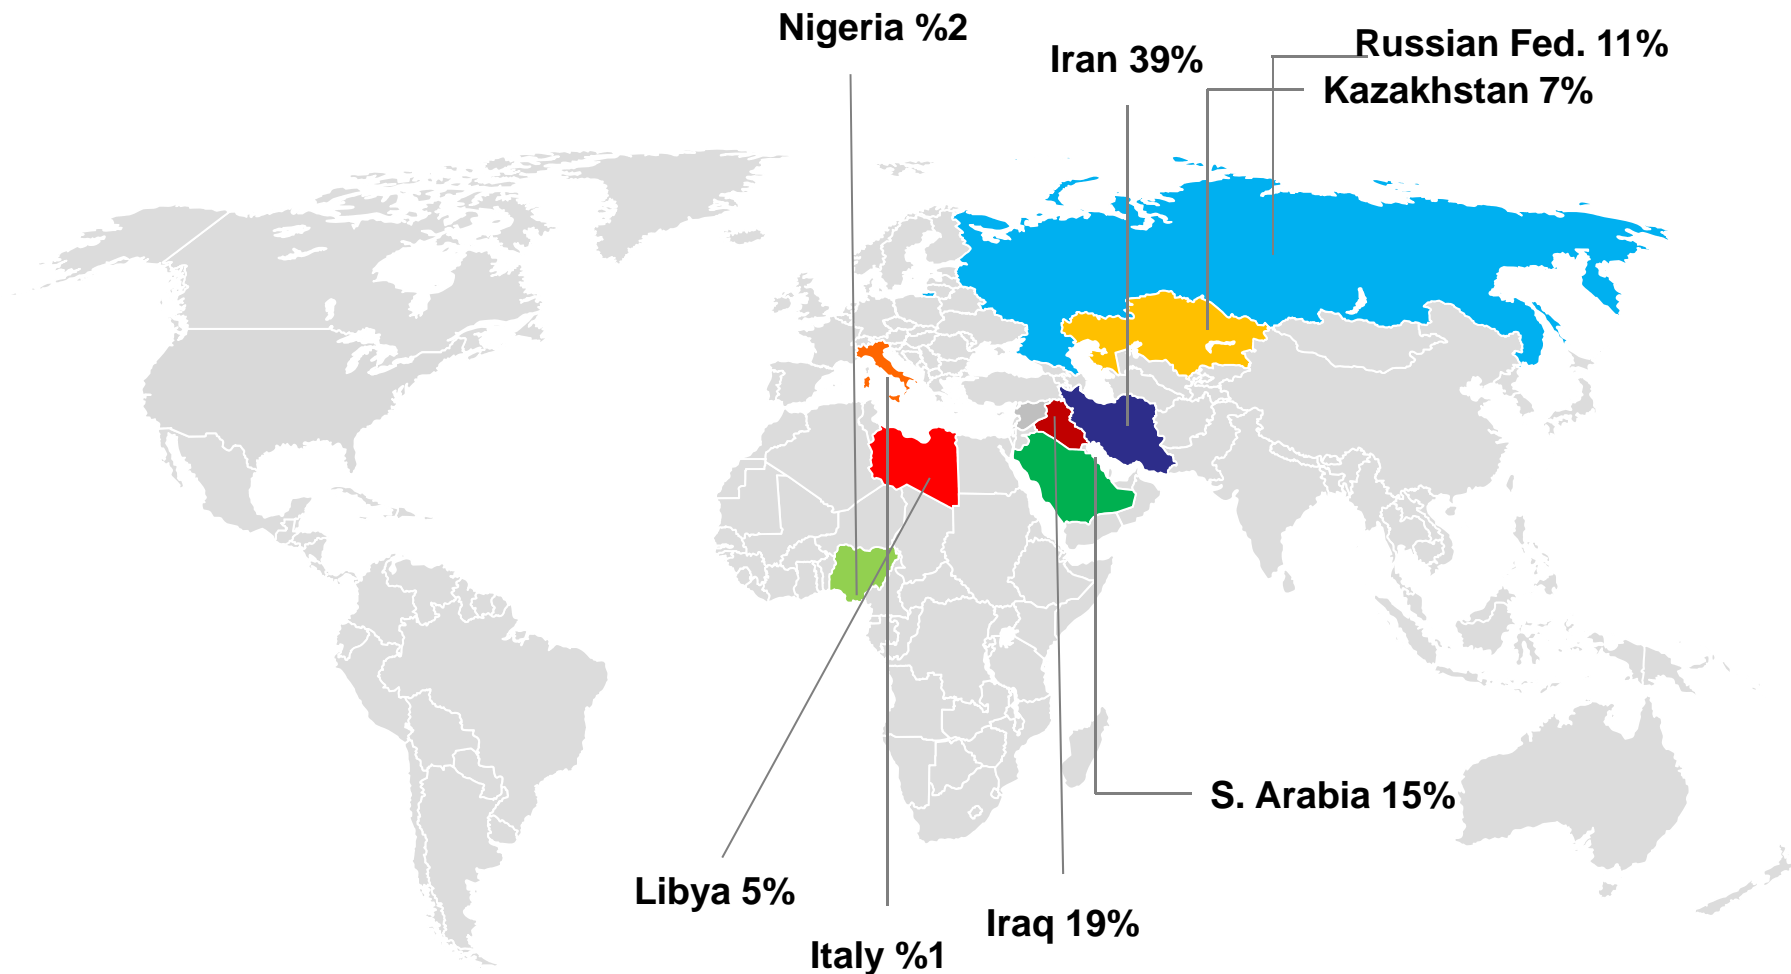 Nigeria %2
Iran 39%
Russian Fed. 11%
Kazakhstan 7%
S. Arabia 15%
Libya 5%
Iraq 19%
Italy %1